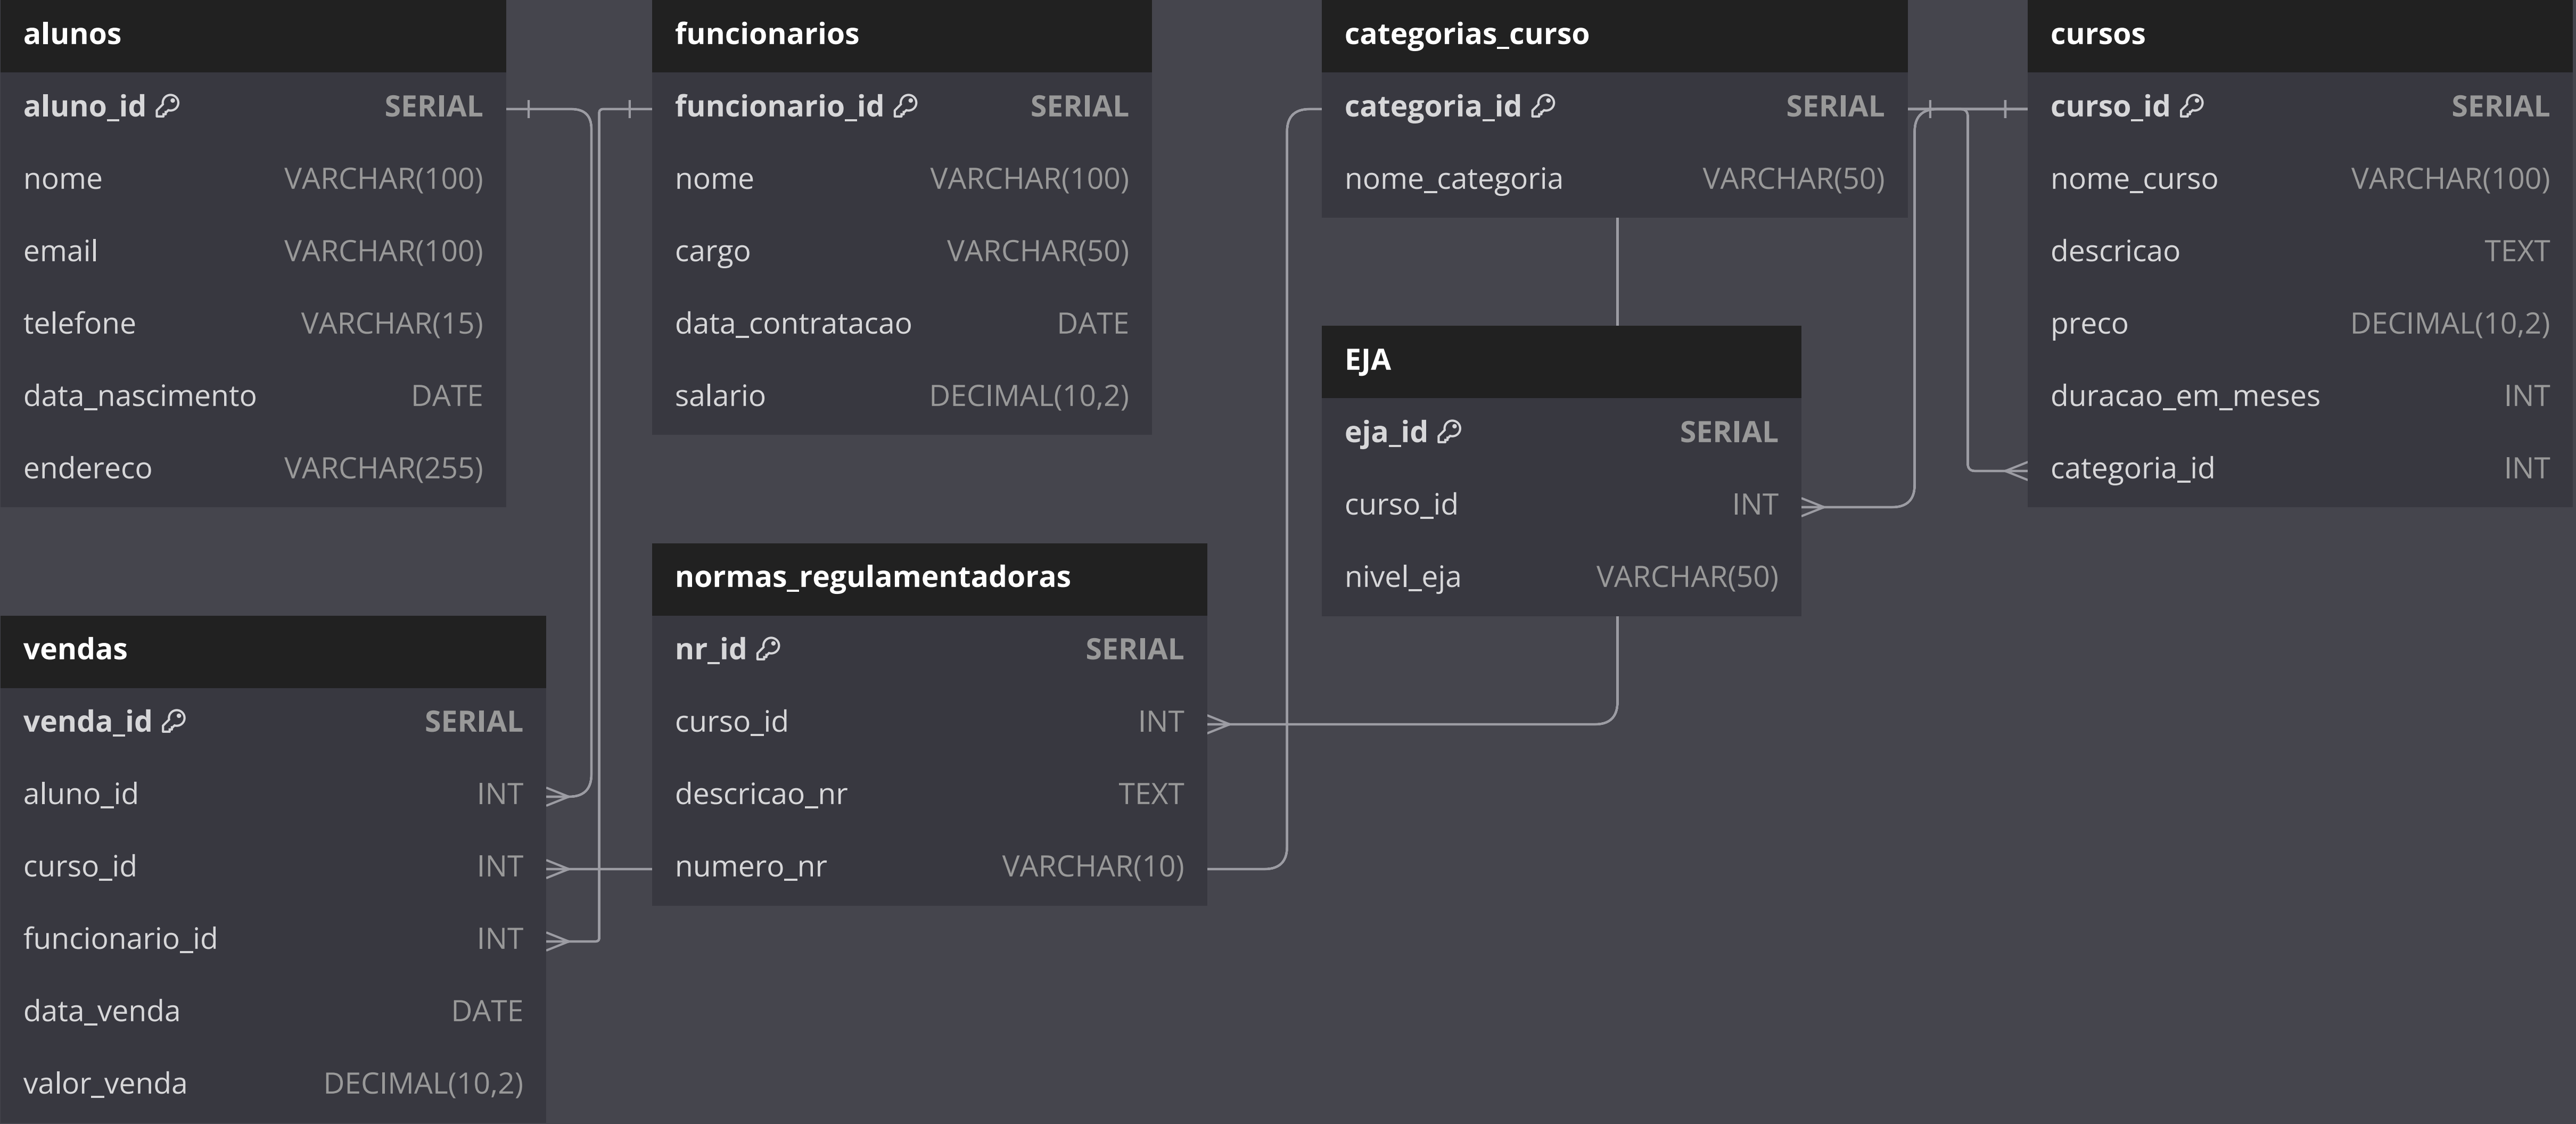 alunos
aluno_id SERIAL
nome VARCHAR(100)
email VARCHAR(100)
telefone VARCHAR(15)
data_nascimento DATE
endereco VARCHAR(255)
funcionarios
funcionario_id SERIAL
nome VARCHAR(100)
cargo VARCHAR(50)
data_contratacao DATE
salario DECIMAL(10,2)
categorias_curso
categoria_id SERIAL
nome_categoria VARCHAR(50)
cursos
curso_id SERIAL
nome_curso VARCHAR(100)
descricao TEXT
preco DECIMAL(10,2)
duracao_em_meses INT
categoria_id INT
EJA
eja_id SERIAL
curso_id INT
nivel_eja VARCHAR(50)
normas_regulamentadoras
nr_id SERIAL
curso_id INT
descricao_nr TEXT
numero_nr VARCHAR(10)
vendas
venda_id SERIAL
aluno_id INT
curso_id INT
funcionario_id INT
data_venda DATE
valor_venda DECIMAL(10,2)